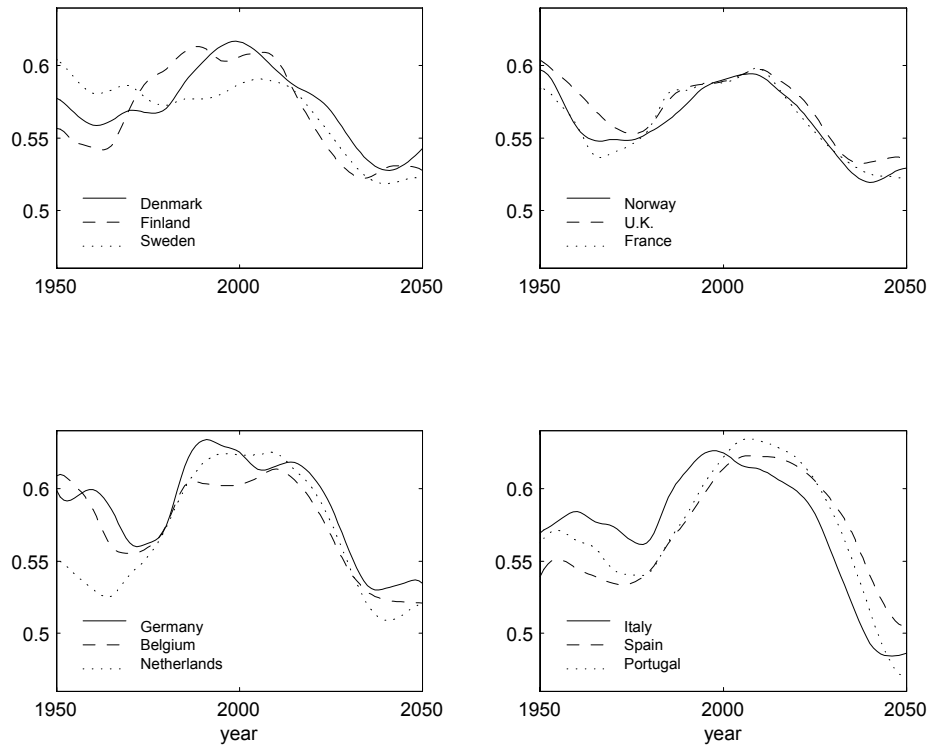 0.6
0.55
0.5
Denmark
Finland
Sweden
1950
2000
2050
0.6
0.55
0.5
Norway
U.K.
France
1950
2000
2050
0.6
0.55
0.5
Germany
Belgium
Netherlands
1950
2000
2050
year
0.6
0.55
0.5
Italy
Spain
Portugal
1950
2000
2050
year